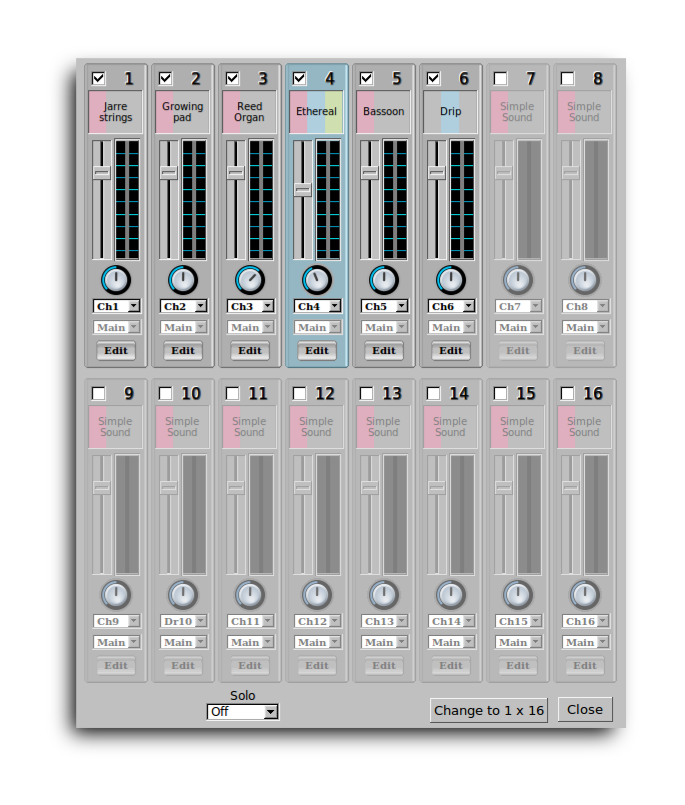 1 2 3 4 5 6 7 8
Jarre Growing Reed Ethereal Bassoon Drip Simple Simple
strings pad Organ Sound Sound
Ch1 Ch2 Ch3 Ch4 Ch5 Ch6 Ch7 Ch8
Main Main Main Main Main Main Main Main
Edit Edit Edit Edit Edit Edit Edit Edit
9 10 11 12 13 14 15 16
Simple Simple Simple Simple Simple Simple Simple Simple
Sound Sound Sound Sound Sound Sound Sound Sound
Ch9 Dr10 Ch11 Ch12 Ch13 Ch14 Ch15 Ch16
Main Main Main Main Main Main Main Main
Edit Edit Edit Edit Edit Edit Edit Edit
Solo
Off Change to 1 x 16 Close